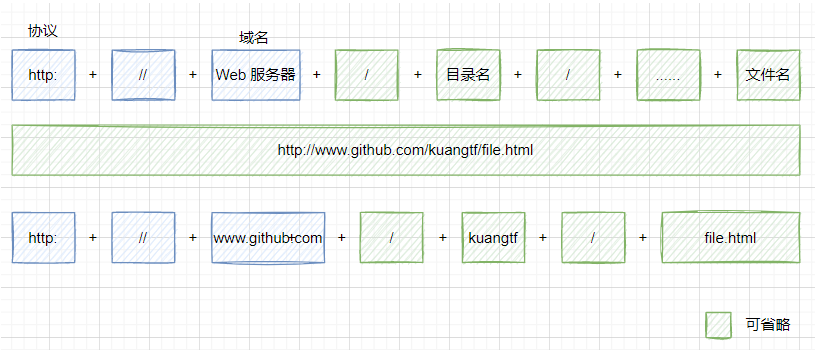 协议
域名
http: + // + Web 服务器 + / + 目录名 + / + ...... + 文件名
http://www.github.com/kuangtf/file.html
http: + // + www.github.com + / + kuangtf + / + file.html
可省略